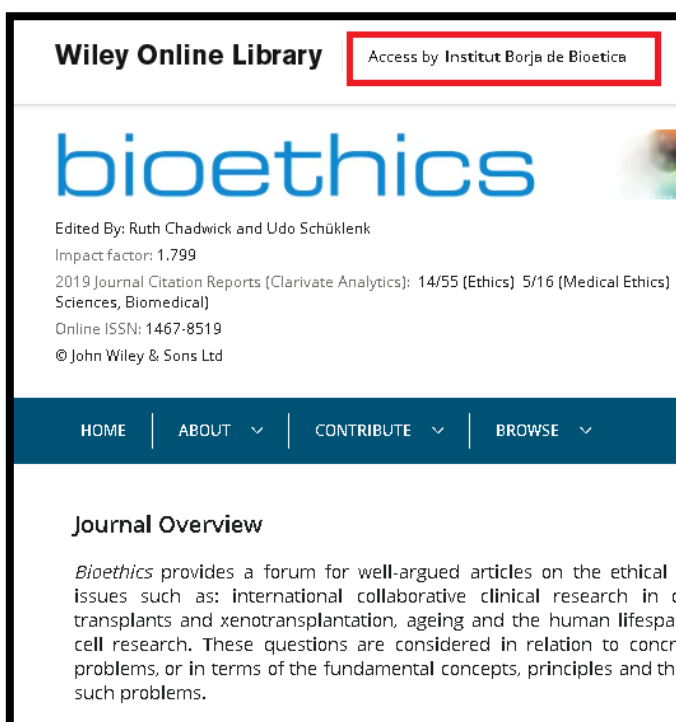 Wiley Online Library
Access by Institut Borja de Bioetica
bioethics
Edited By: Ruth Chadwick and Udo Schüklenk
Impact factor: 1.799
2019 Journal Citation Reports (Clarivate Analytics): 14/55 (Ethics) 5/16 (Medical Ethics)
Sciences, Biomedical)
Online ISSN: 1467-8519
© John Wiley & Sons Ltd
HOME ABOUT CONTRIBUTE BROWSE
Journal Overview
Bioethics provides a forum for well-argued articles on the ethical
issues such as: international collaborative clinical research in
transplants and xenotransplantation, ageing and the human
cell research. These questions are considered in relation to
problems, or in terms of the fundamental concepts, principles and
such problems.